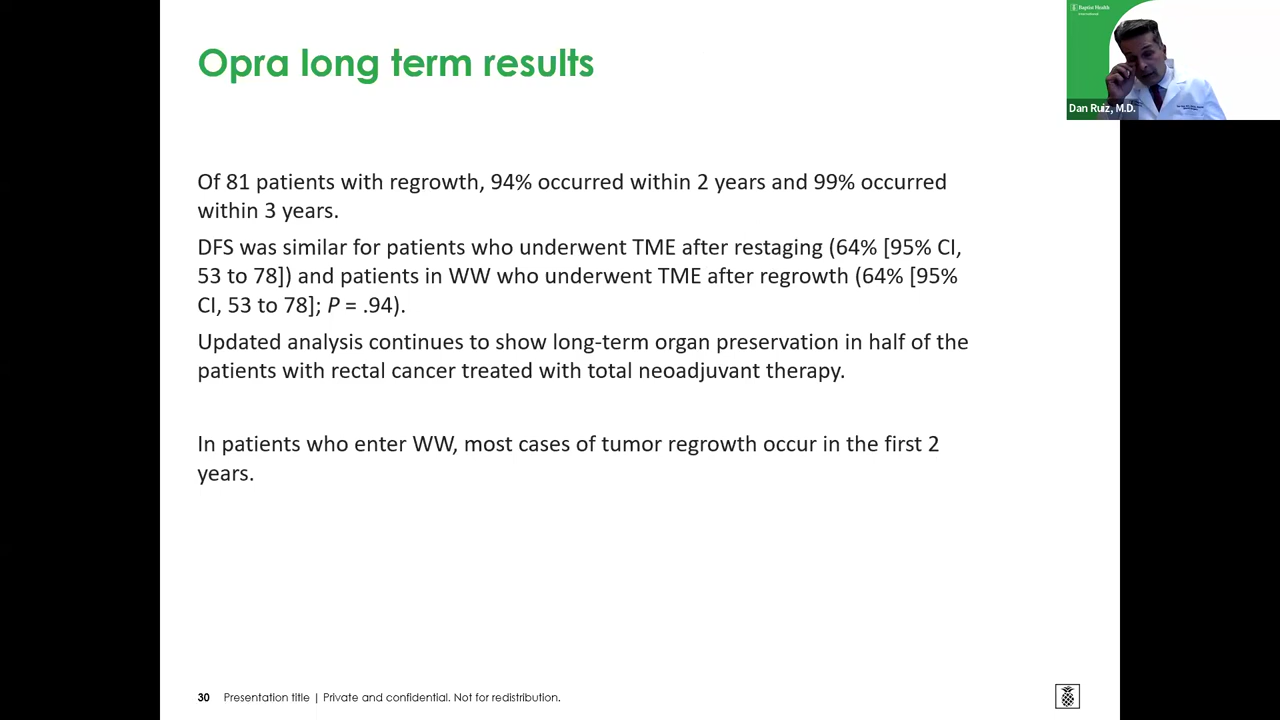 Opra long term results
Baptist Health
International
Dan Ruiz, M.D.
Of 81 patients with regrowth, 94% occurred within 2 years and 99% occurred
within 3 years.
DFS was similar for patients who underwent TME after restaging (64% [95% CI,
53 to 78]) and patients in WW who underwent TME after regrowth (64% [95%
CI, 53 to 78]; P = .94).
Updated analysis continues to show long-term organ preservation in half of the
patients with rectal cancer treated with total neoadjuvant therapy.
In patients who enter WW, most cases of tumor regrowth occur in the first 2
years.
30 Presentation title | Private and confidential. Not for redistribution.